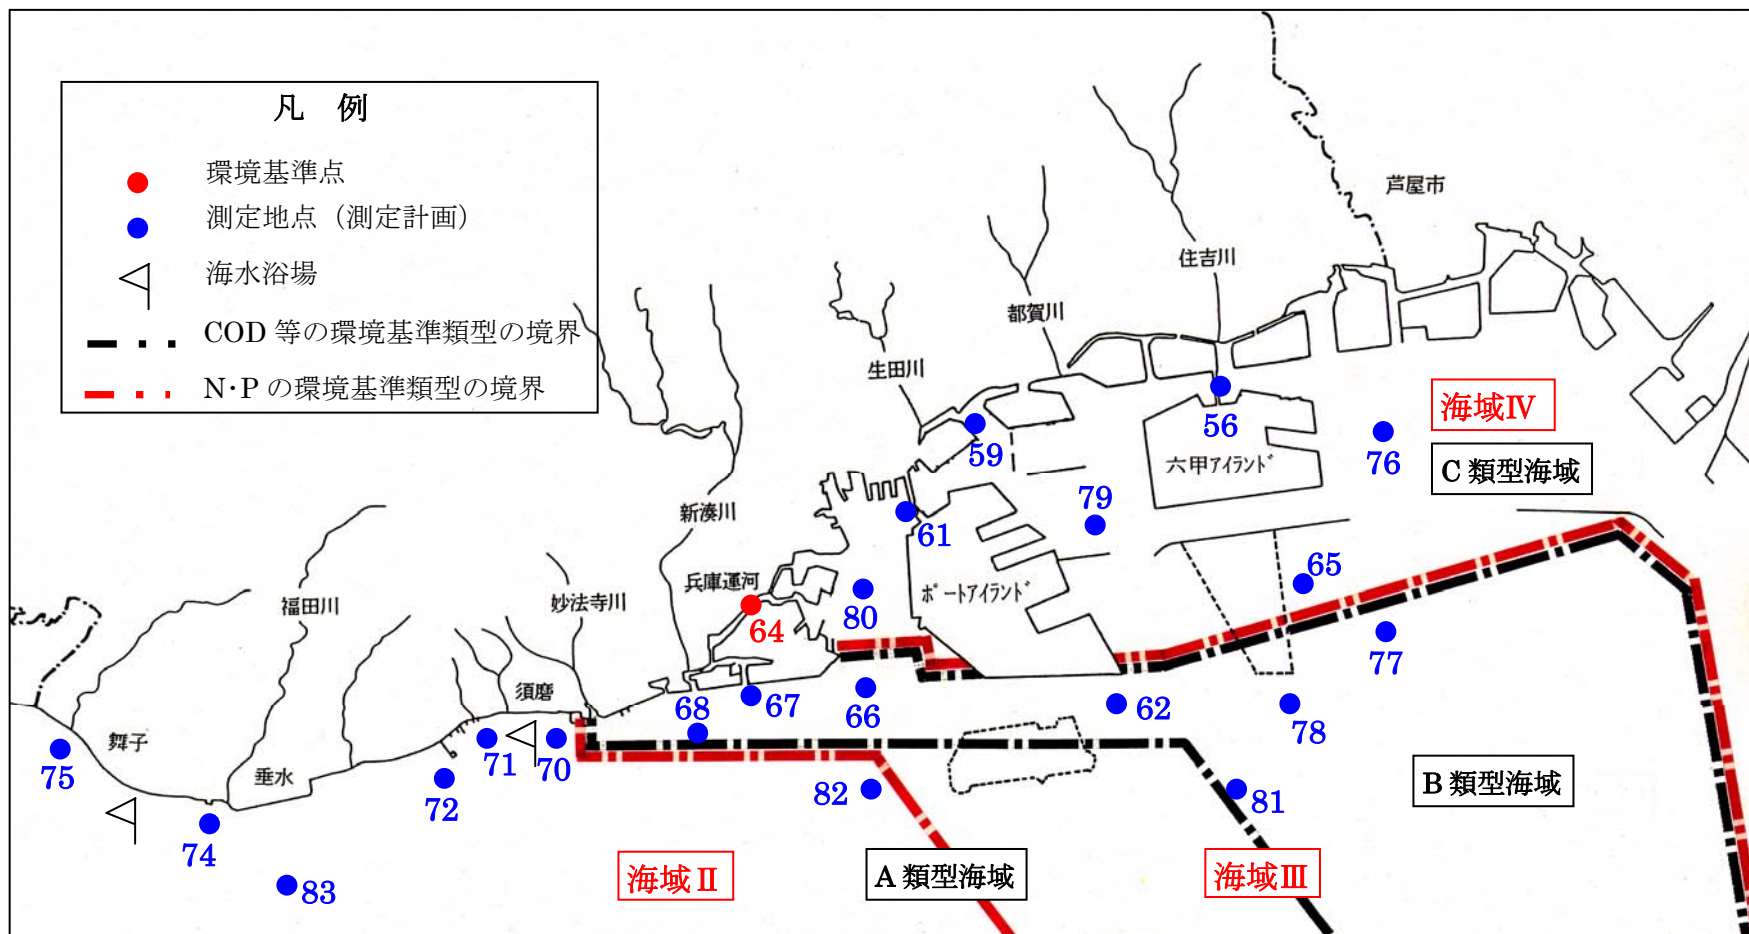 凡 例
環境基準点
測定地点（測定計画）
海水浴場
COD 等の環境基準類型の境界
N･P の環境基準類型の境界
芦屋市
住吉川
都賀川
生田川
新湊川
兵庫運河
妙法寺川
福田川
須磨
舞子
垂水
六甲アイランド
ポートアイランド
海域Ⅳ
C 類型海域
B 類型海域
海域Ⅲ
A 類型海域
海域Ⅱ
56
59
76
79
61
65
80
64
77
62
78
66
67
68
70
71
72
75
74
83
82
81